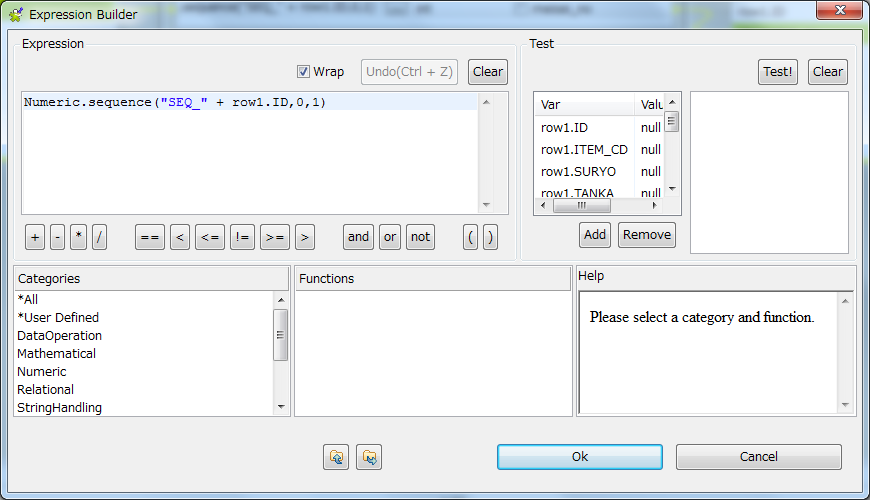 Expression Builder
Expression
Wrap
Undo(Ctrl + Z)
Clear
Numeric.sequence("SEQ_" + row1.ID,0,1)
+ - * / == < <= != >= > and or not ( )
Test
Test!
Clear
Var Valu
row1.ID null
row1.ITEM_CD null
row1.SURYO null
row1.TANKA null
Add
Remove
Categories
*All
*User Defined
DataOperation
Mathematical
Numeric
Relational
StringHandling
Functions
Help
Please select a category and function.
Ok
Cancel